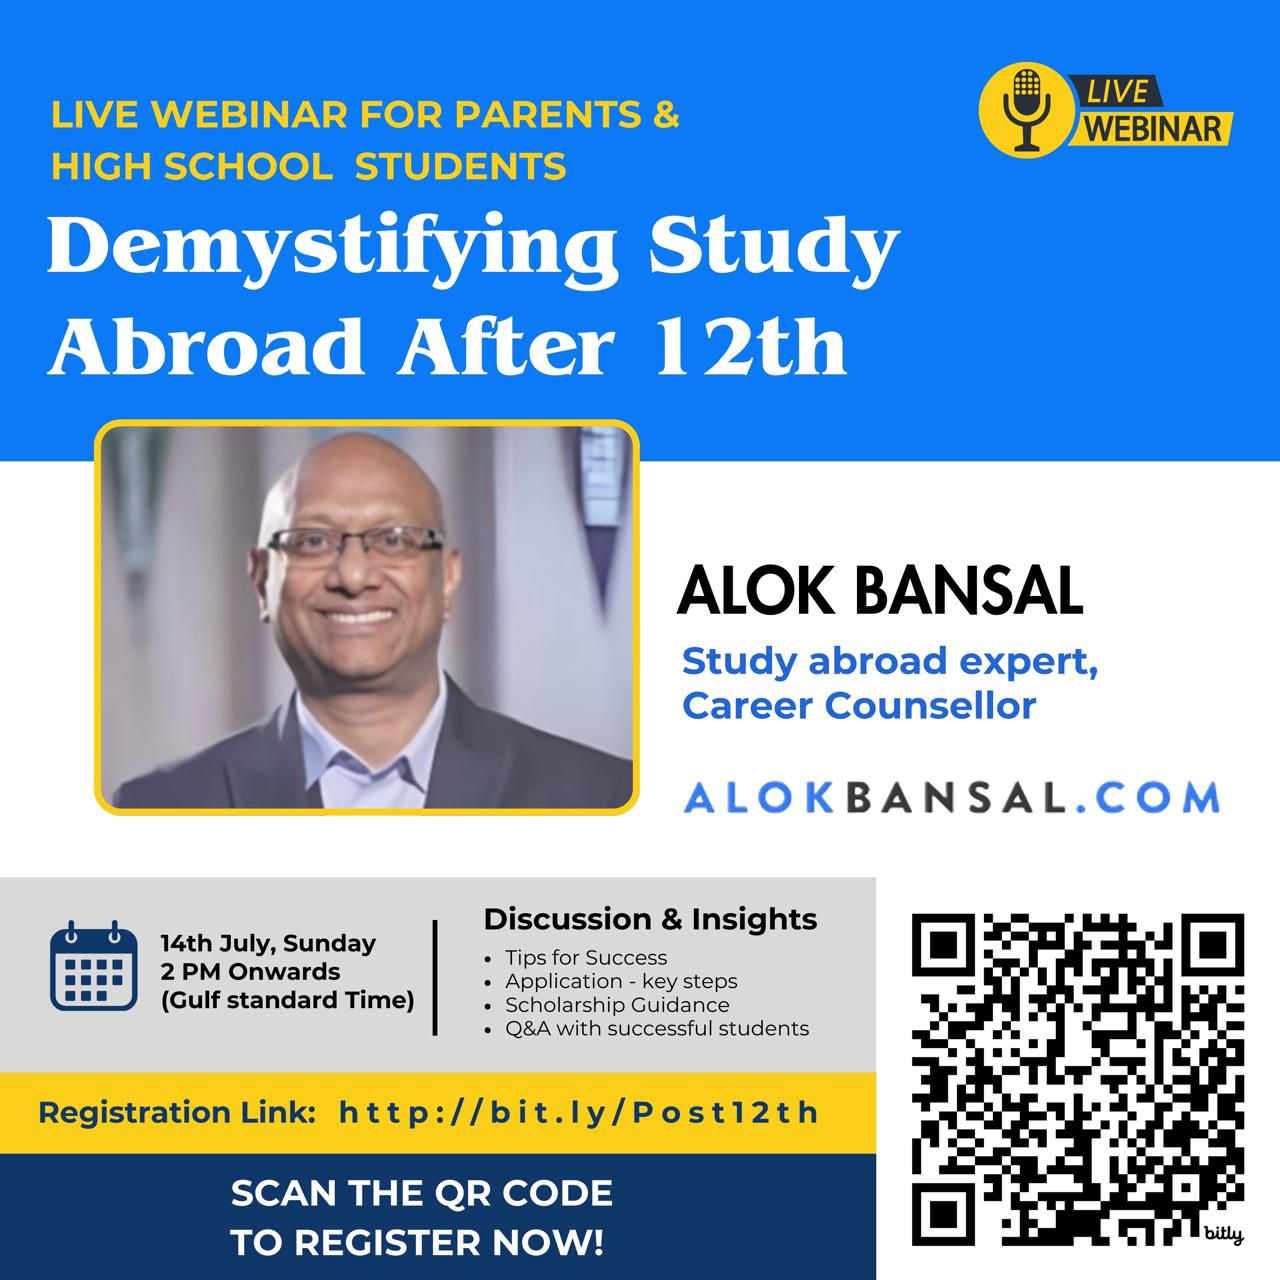 LIVE WEBINAR FOR PARENTS &
HIGH SCHOOL STUDENTS
LIVE
WEBINAR
Demystifying Study
Abroad After 12th
ALOK BANSAL
Study abroad expert,
Career Counsellor
ALOKBANSAL.COM
14th July, Sunday
2 PM Onwards
(Gulf standard Time)
Discussion & Insights
• Tips for Success
• Application - key steps
• Scholarship Guidance
• Q&A with successful students
Registration Link: http://bit.ly/Post12th
SCAN THE QR CODE
TO REGISTER NOW!
bitly